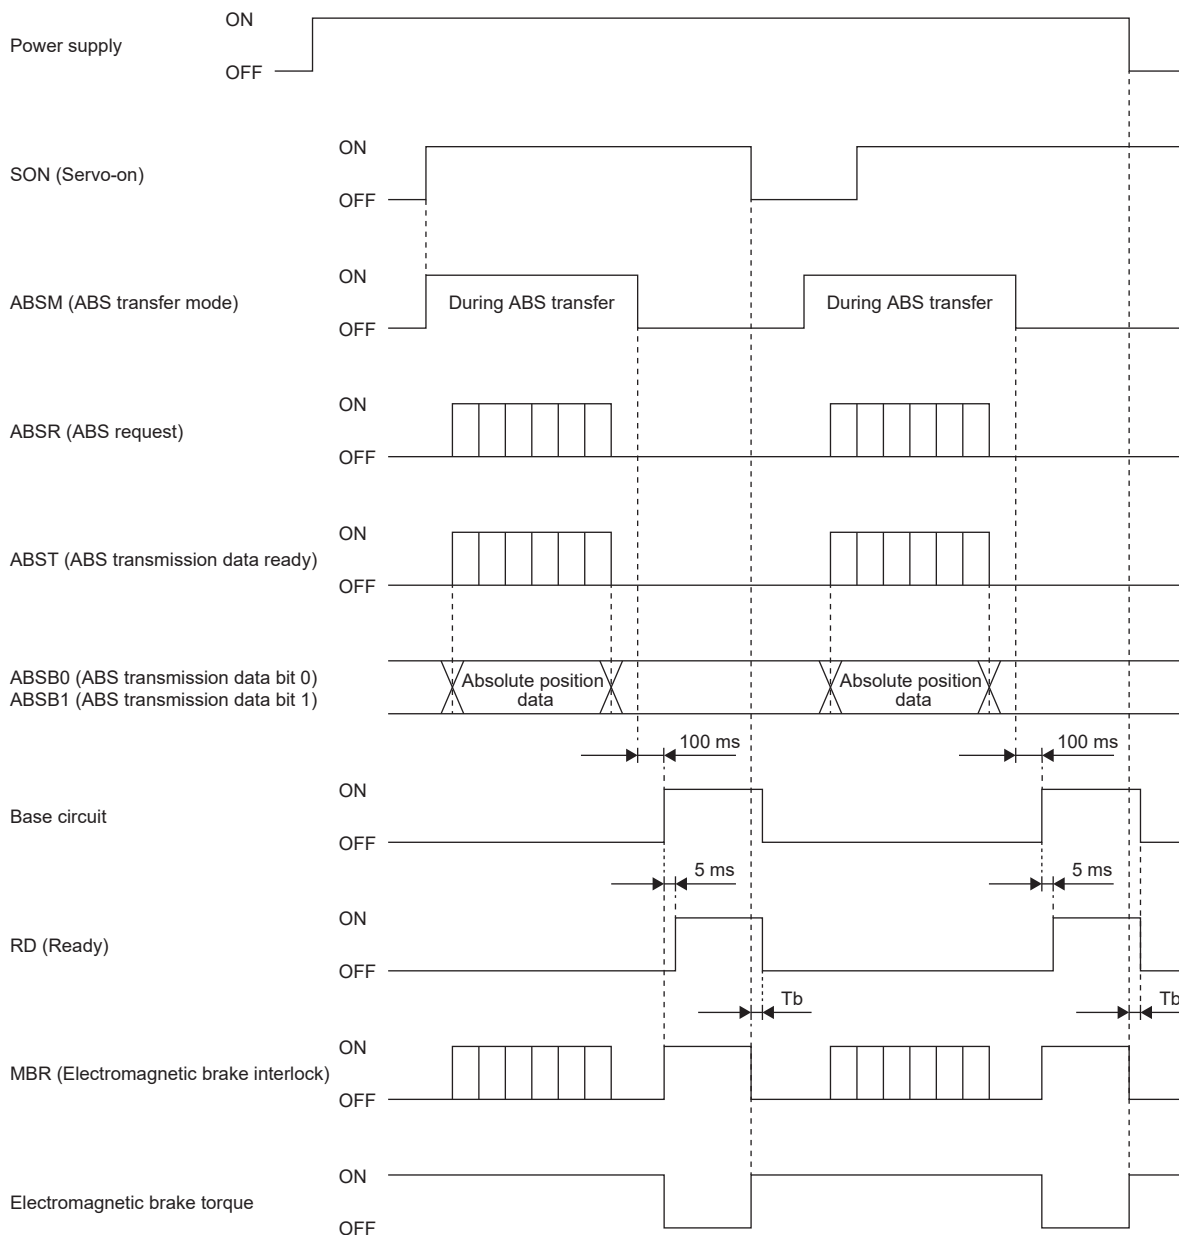 ON
Power supply
OFF
ON
SON (Servo-on)
OFF
ON
ABSM (ABS transfer mode)
During ABS transfer
During ABS transfer
OFF
ON
ABSR (ABS request)
OFF
ON
ABST (ABS transmission data ready)
OFF
ABSB0 (ABS transmission data bit 0)
ABSB1 (ABS transmission data bit 1)
Absolute position
data
Absolute position
data
100 ms
100 ms
ON
Base circuit
OFF
5 ms
5 ms
ON
RD (Ready)
OFF
Tb
Tb
ON
MBR (Electromagnetic brake interlock)
OFF
ON
Electromagnetic brake torque
OFF